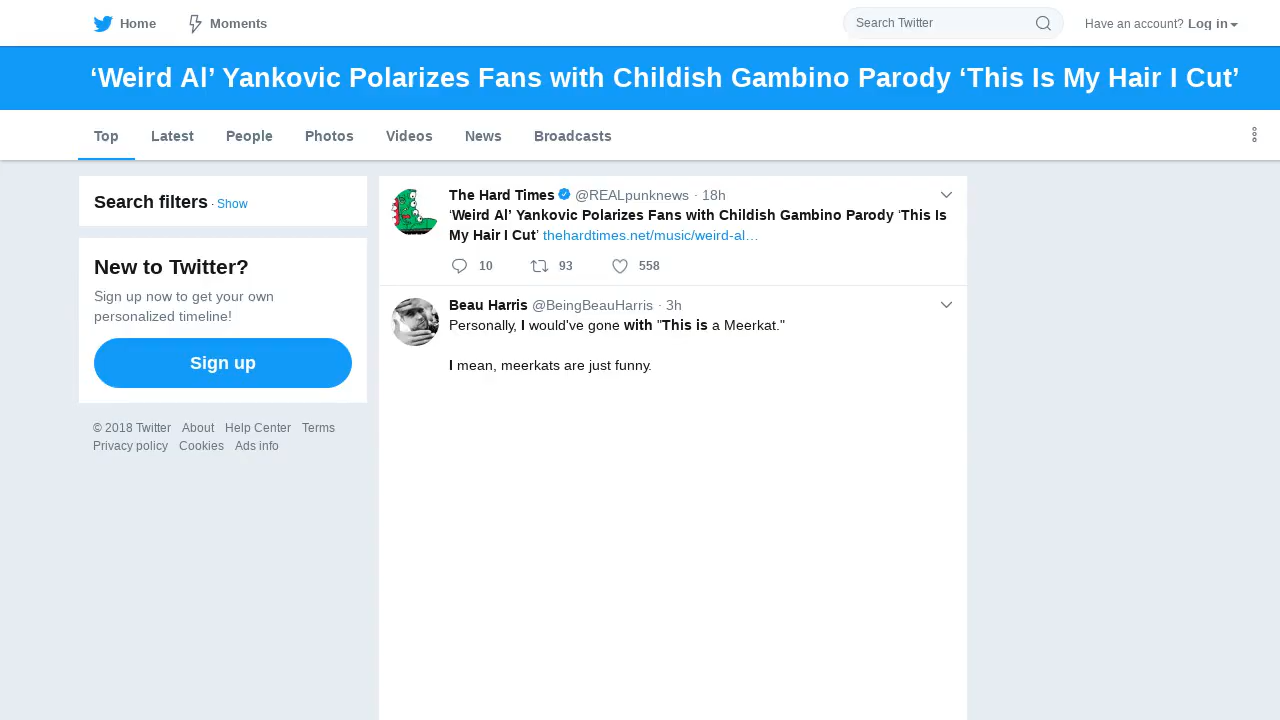 Home
Moments
Search Twitter
Have an account? Log in
‘Weird Al’ Yankovic Polarizes Fans with Childish Gambino Parody ‘This Is My Hair I Cut’
Top
Latest
People
Photos
Videos
News
Broadcasts
Search filters · Show
New to Twitter?
Sign up now to get your own
personalized timeline!
Sign up
© 2018 Twitter About Help Center Terms
Privacy policy Cookies Ads info
The Hard Times @REALpunknews · 18h
‘Weird Al’ Yankovic Polarizes Fans with Childish Gambino Parody ‘This Is
My Hair I Cut’ thehardtimes.net/music/weird-al…
10 93 558
Beau Harris @BeingBeauHarris · 3h
Personally, I would've gone with "This is a Meerkat."
I mean, meerkats are just funny.